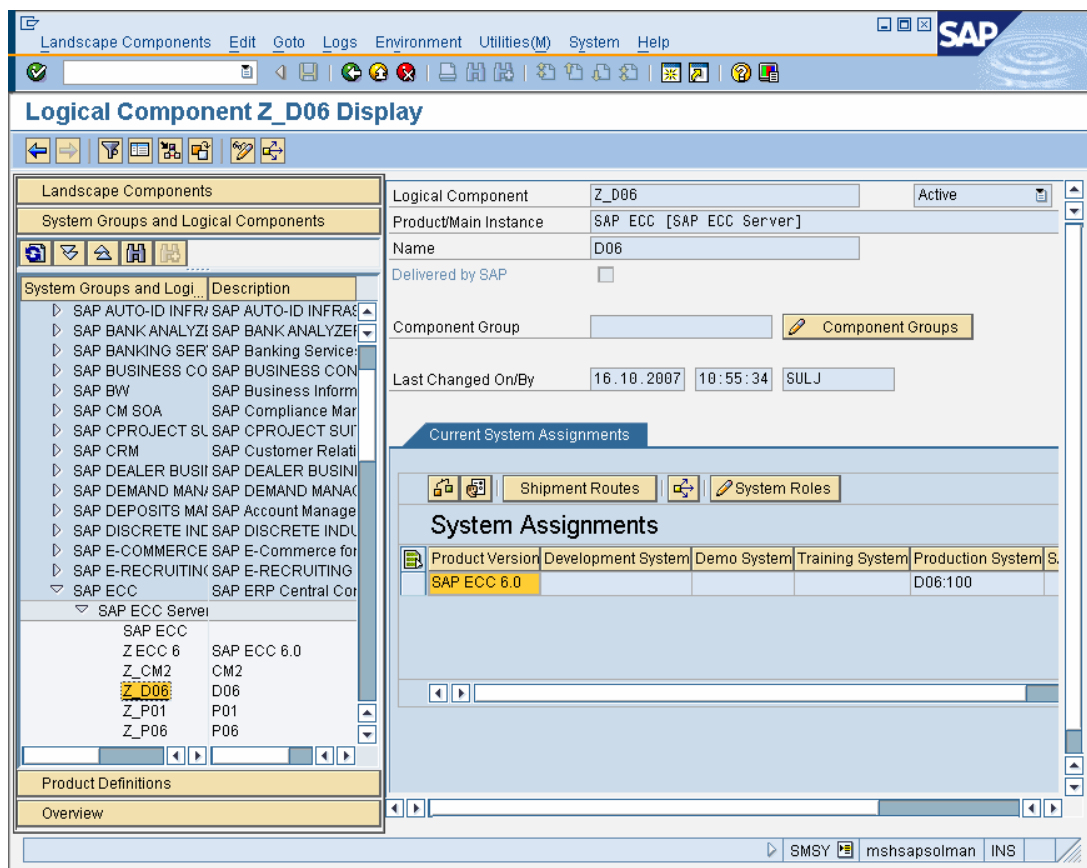 Landscape Components Edit Goto Logs Environment Utilities(M) System Help
SAP
Logical Component Z_D06 Display
Landscape Components
System Groups and Logical Components
System Groups and Logi... Description
SAP AUTO-ID INFRA SAP AUTO-ID INFRAS
SAP BANK ANALYZE SAP BANK ANALYZER
SAP BANKING SER SAP Banking Services
SAP BUSINESS CO SAP BUSINESS CON
SAP BW SAP Business Inform
SAP CM SOA SAP Compliance Mar
SAP CPROJECT SU SAP CPROJECT SUIT
SAP CRM SAP Customer Relati
SAP DEALER BUSI SAP DEALER BUSINI
SAP DEMAND MANA SAP DEMAND MANAG
SAP DEPOSITS MAI SAP Account Manage
SAP DISCRETE IND SAP DISCRETE INDU
SAP E-COMMERCE SAP E-Commerce for
SAP E-RECRUITING SAP E-RECRUITING
SAP ECC SAP ERP Central Cor
SAP ECC Server
SAP ECC
Z ECC 6 SAP ECC 6.0
Z_CM2 CM2
Z_D06 D06
Z_P01 P01
Z_P06 P06
Product Definitions
Overview
Logical Component Z_D06 Active
Product/Main Instance SAP ECC [SAP ECC Server]
Name D06
Delivered by SAP
Component Group Component Groups
Last Changed On/By 16.10.2007 10:55:34 SULJ
Current System Assignments
Shipment Routes System Roles
System Assignments
Product Version Development System Demo System Training System Production System S.
SAP ECC 6.0 D06:100
SMSY mshsapsolman INS